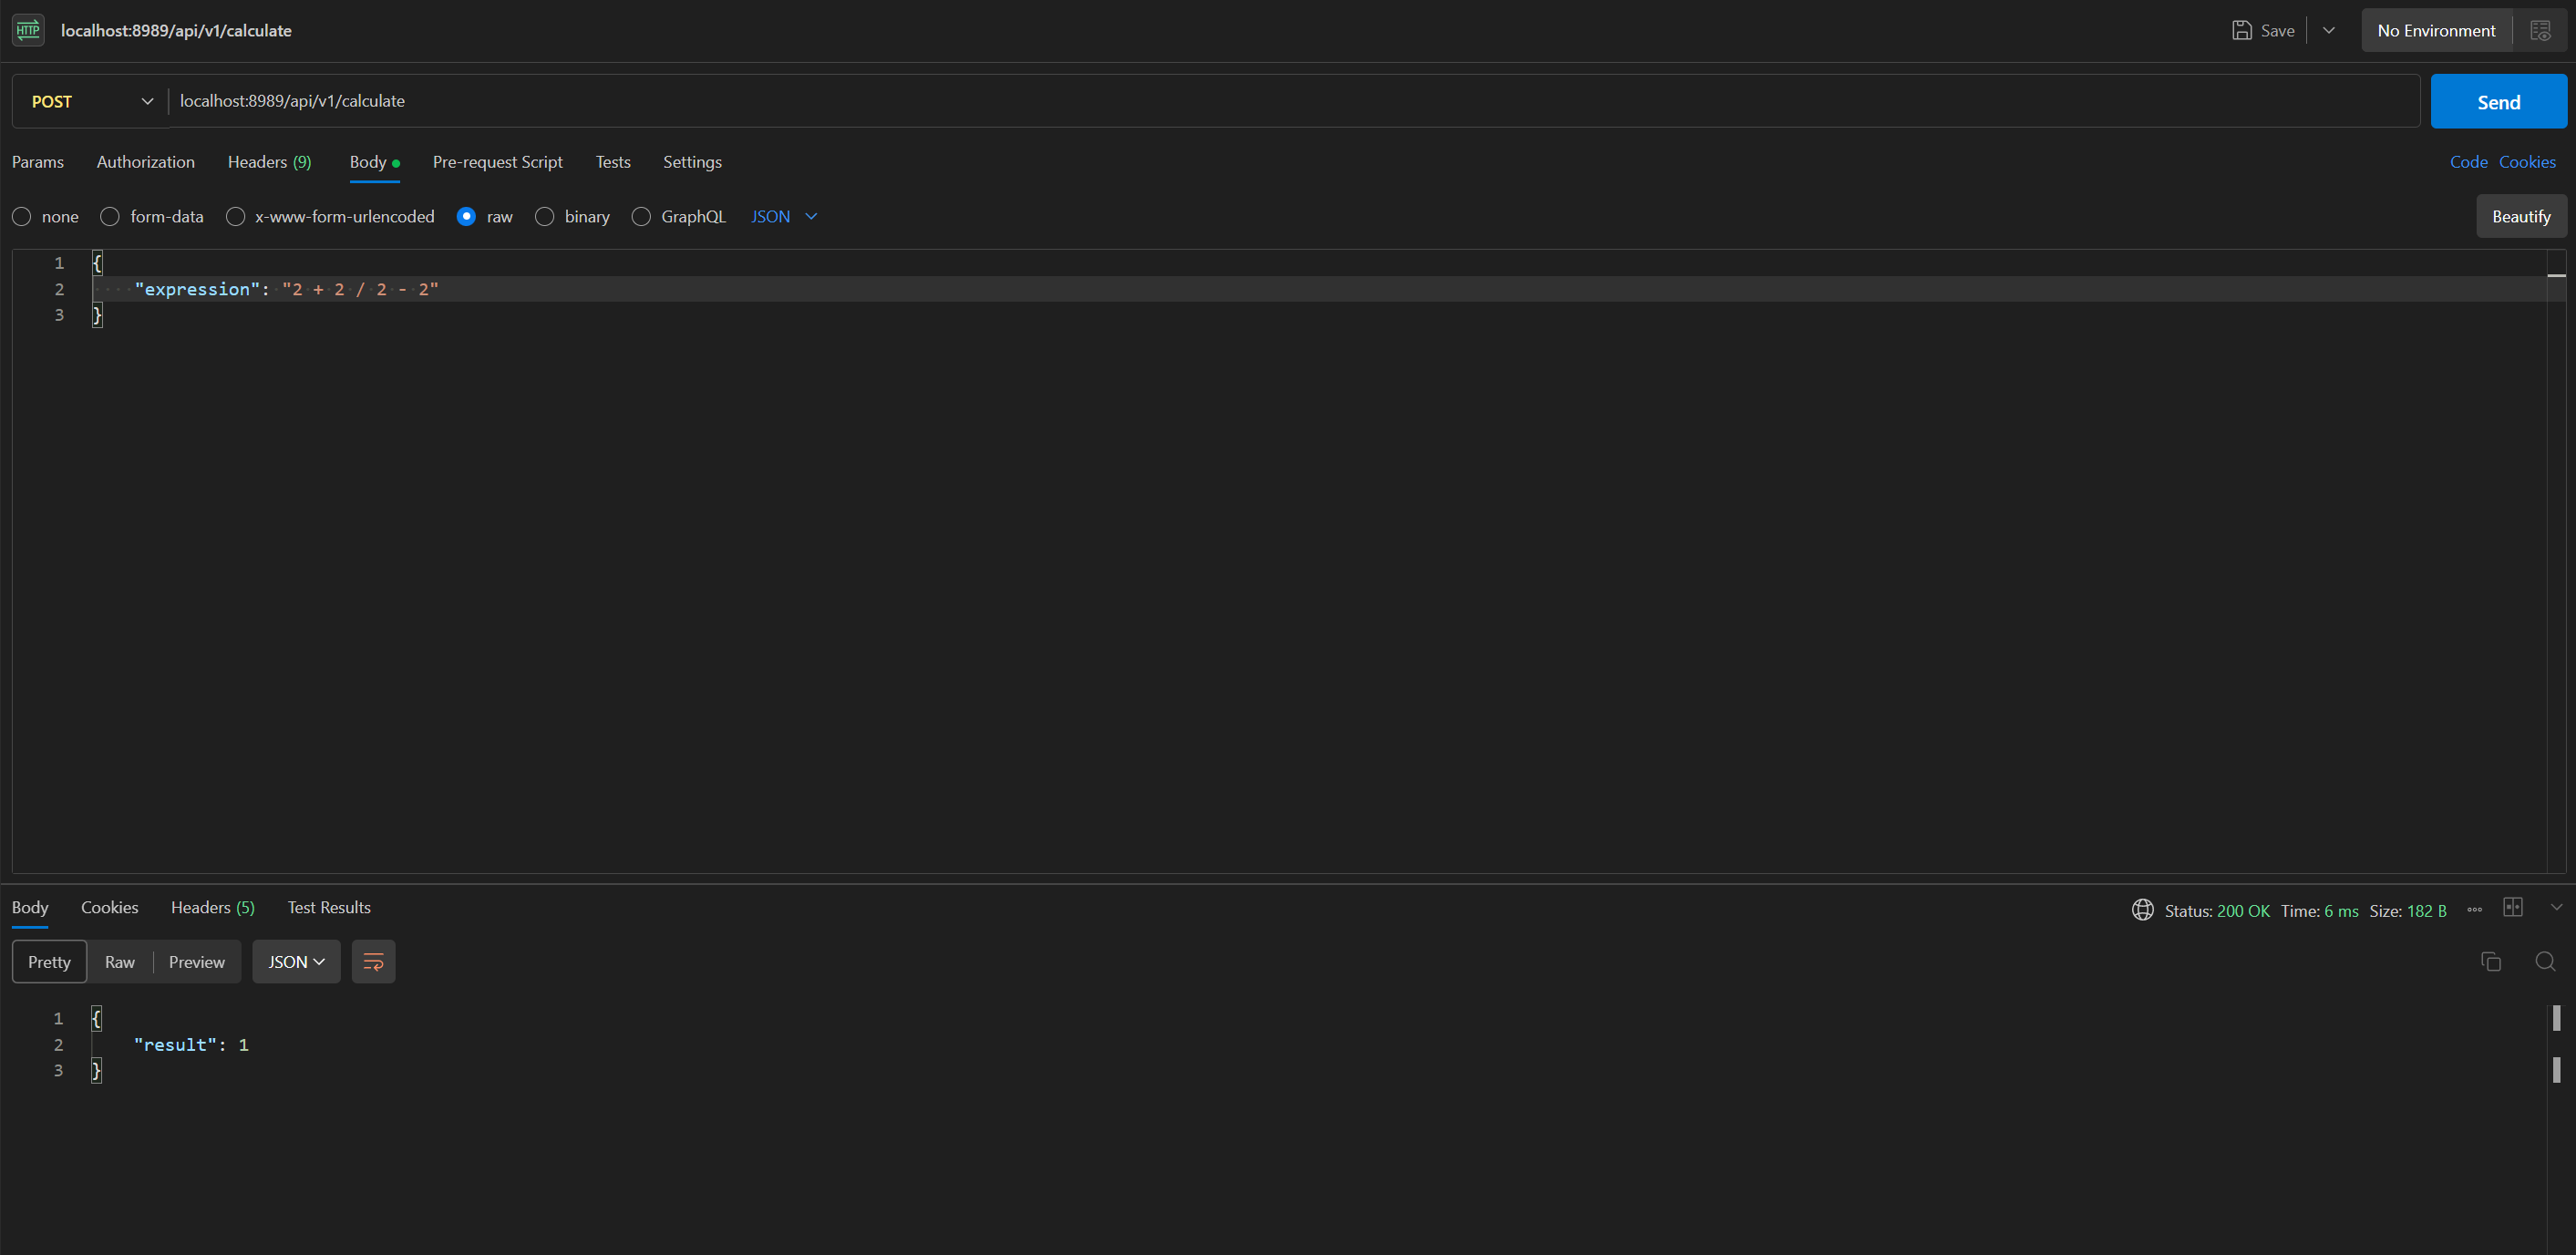 HTTP localhost:8989/api/v1/calculate Save No Environment
POST localhost:8989/api/v1/calculate Send
Params Authorization Headers (9) Body Pre-request Script Tests Settings Code Cookies
none form-data x-www-form-urlencoded raw binary GraphQL JSON Beautify
1 {
2 "expression": "2 + 2 / 2 - 2"
3 }
Body Cookies Headers (5) Test Results Status: 200 OK Time: 6 ms Size: 182 B
Pretty Raw Preview JSON
1 {
2 "result": 1
3 }